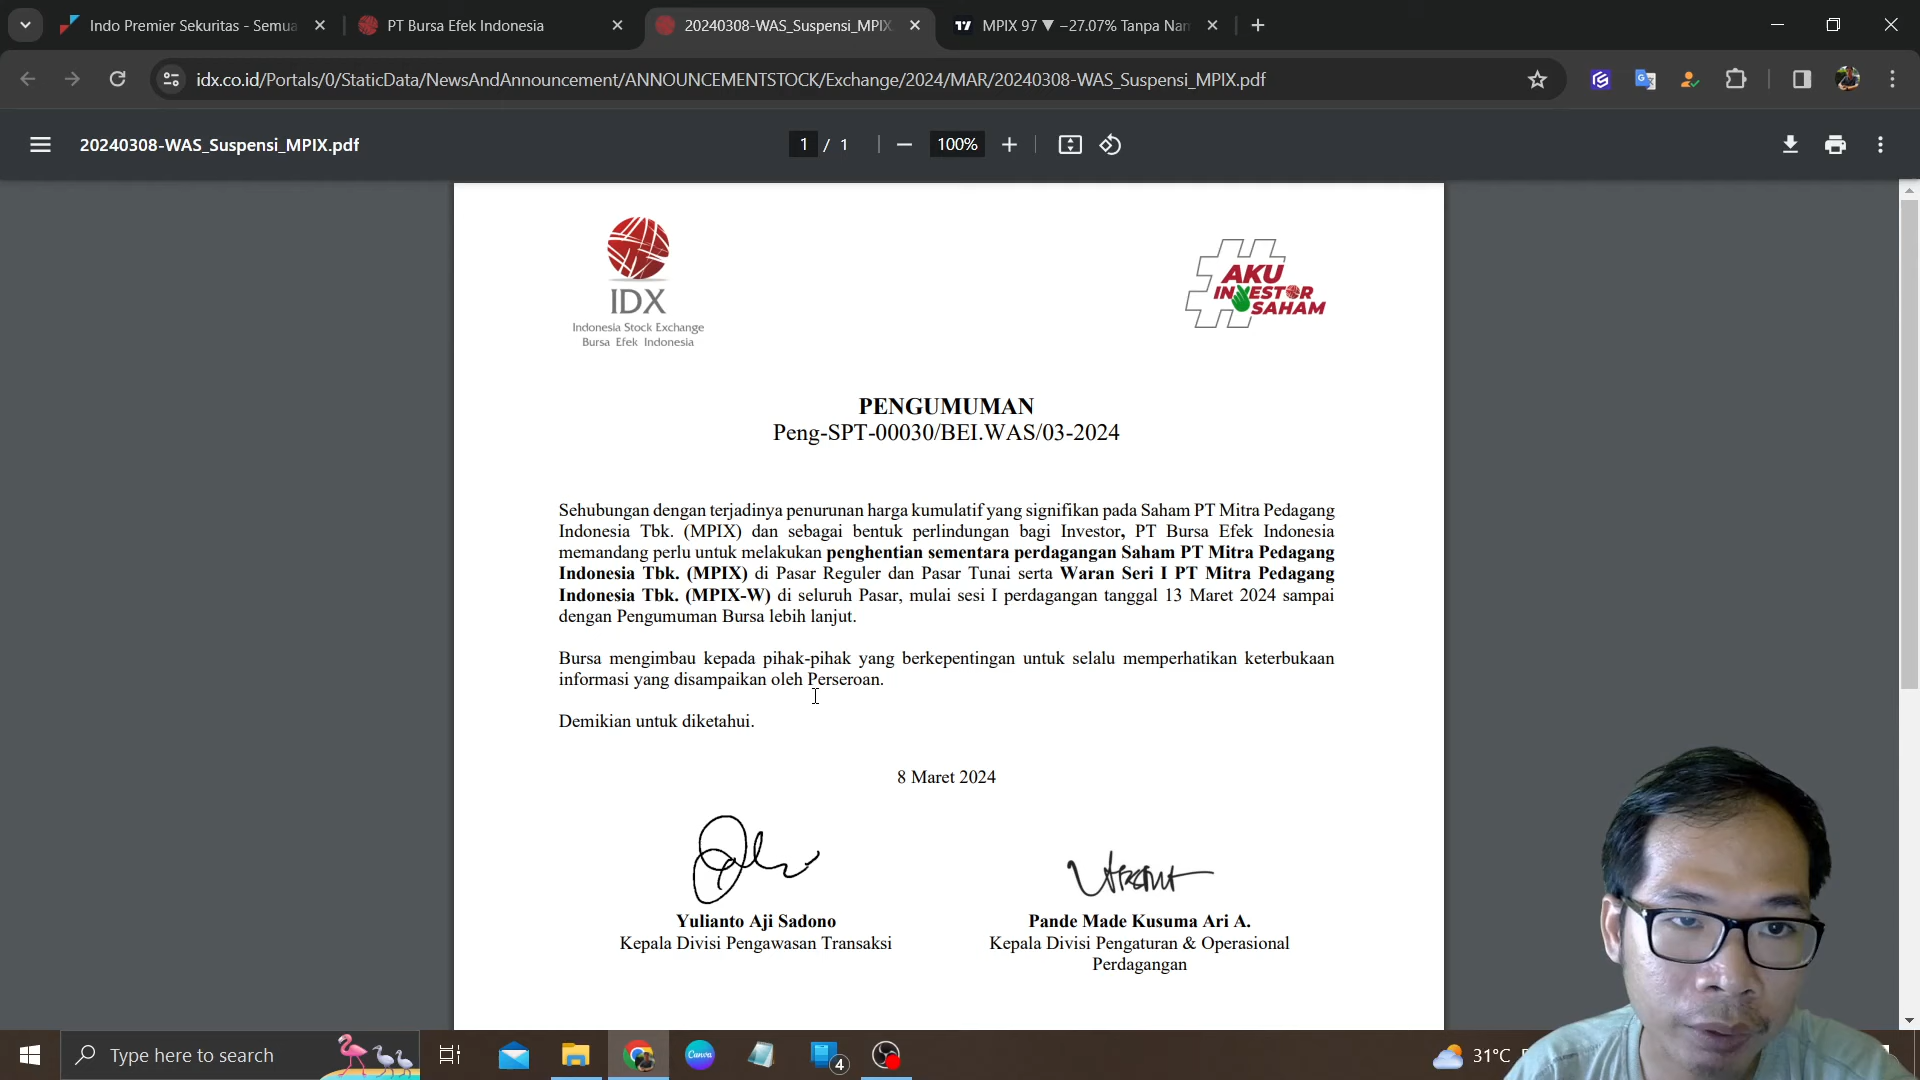 Indo Premier Sekuritas - Semua
PT Bursa Efek Indonesia
20240308-WAS_Suspensi_MPIX.
MPIX 97 ▼ −27.07% Tanpa Nan
idx.co.id/Portals/0/StaticData/NewsAndAnnouncement/ANNOUNCEMENTSTOCK/Exchange/2024/MAR/20240308-WAS_Suspensi_MPIX.pdf
20240308-WAS_Suspensi_MPIX.pdf
1 / 1
100%
IDX
Indonesia Stock Exchange
Bursa Efek Indonesia
AKU
INVESTOR
SAHAM
PENGUMUMAN
Peng-SPT-00030/BEI.WAS/03-2024
Sehubungan dengan terjadinya penurunan harga kumulatif yang signifikan pada Saham PT Mitra Pedagang
Indonesia Tbk. (MPIX) dan sebagai bentuk perlindungan bagi Investor, PT Bursa Efek Indonesia
memandang perlu untuk melakukan penghentian sementara perdagangan Saham PT Mitra Pedagang
Indonesia Tbk. (MPIX) di Pasar Reguler dan Pasar Tunai serta Waran Seri I PT Mitra Pedagang
Indonesia Tbk. (MPIX-W) di seluruh Pasar, mulai sesi I perdagangan tanggal 13 Maret 2024 sampai
dengan Pengumuman Bursa lebih lanjut.
Bursa mengimbau kepada pihak-pihak yang berkepentingan untuk selalu memperhatikan keterbukaan
informasi yang disampaikan oleh Perseroan.
Demikian untuk diketahui.
8 Maret 2024
Yulianto Aji Sadono
Kepala Divisi Pengawasan Transaksi
Pande Made Kusuma Ari A.
Kepala Divisi Pengaturan & Operasional
Perdagangan
Type here to search
Canva
4
31°C